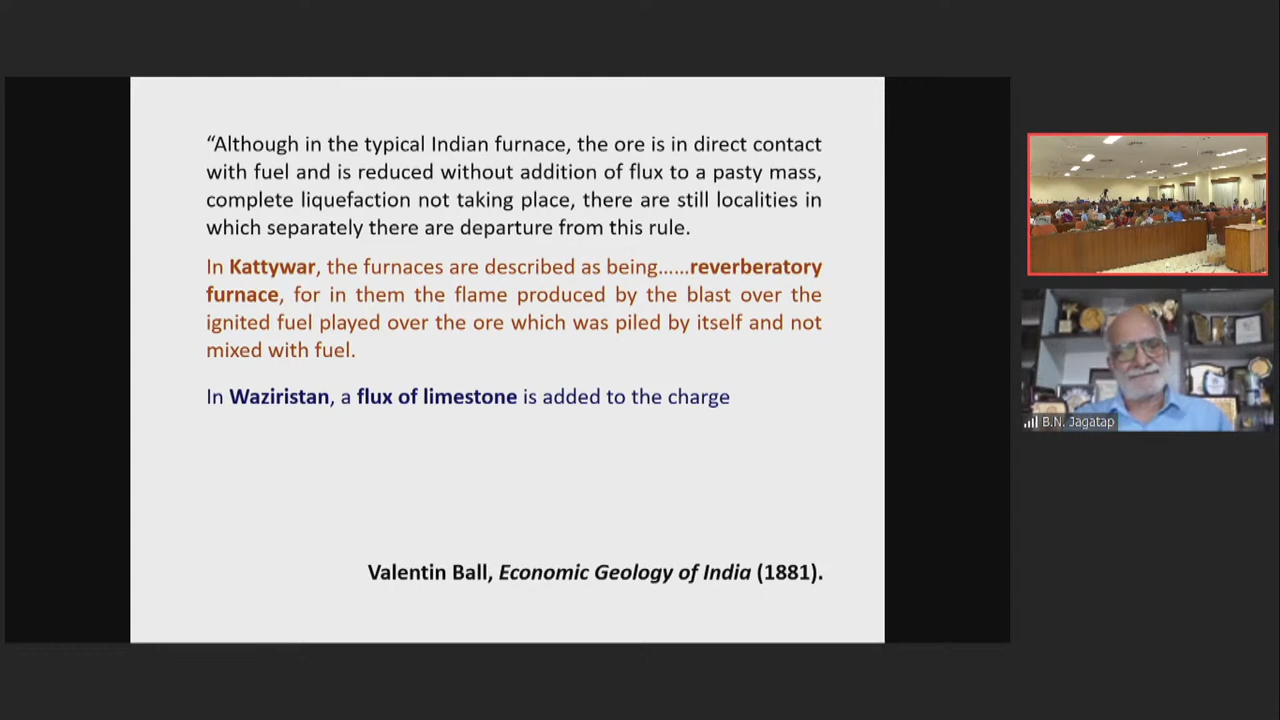 “Although in the typical Indian furnace, the ore is in direct contact
with fuel and is reduced without addition of flux to a pasty mass,
complete liquefaction not taking place, there are still localities in
which separately there are departure from this rule.
In Kattywar, the furnaces are described as being......reverberatory
furnace, for in them the flame produced by the blast over the
ignited fuel played over the ore which was piled by itself and not
mixed with fuel.
In Waziristan, a flux of limestone is added to the charge
Valentin Ball, Economic Geology of India (1881).
B.N. Jagatap